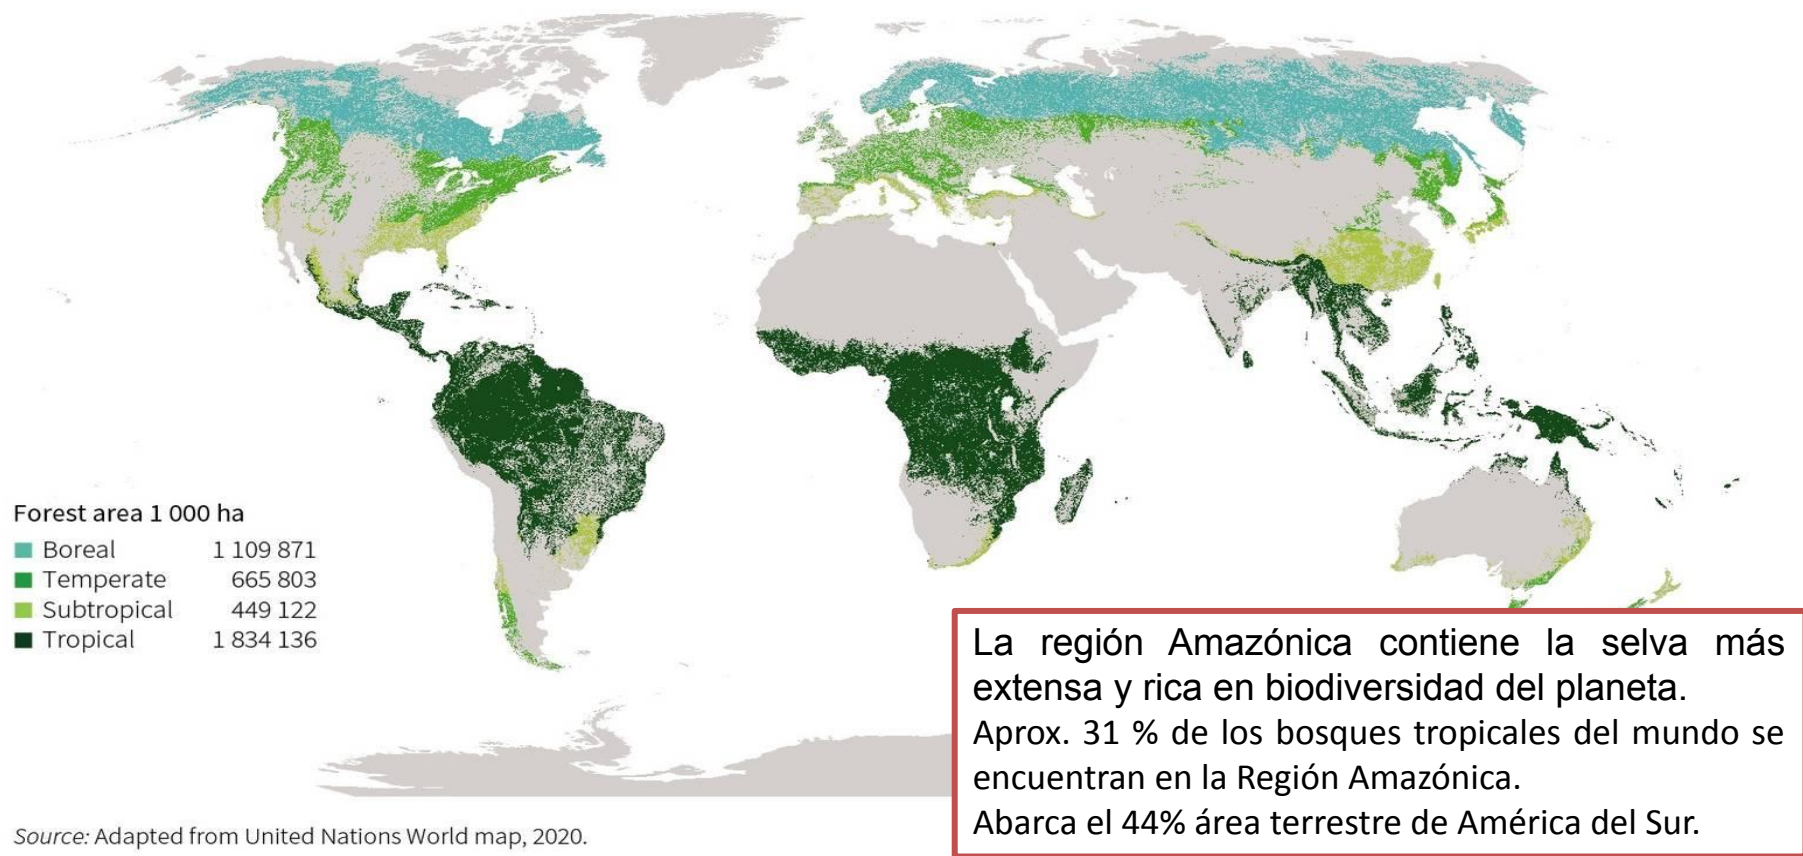 Forest area 1 000 ha
Boreal 1 109 871
Temperate 665 803
Subtropical 449 122
Tropical 1 834 136
La región Amazónica contiene la selva más
extensa y rica en biodiversidad del planeta.
Aprox. 31 % de los bosques tropicales del mundo se
encuentran en la Región Amazónica.
Abarca el 44% área terrestre de América del Sur.
Source: Adapted from United Nations World map, 2020.